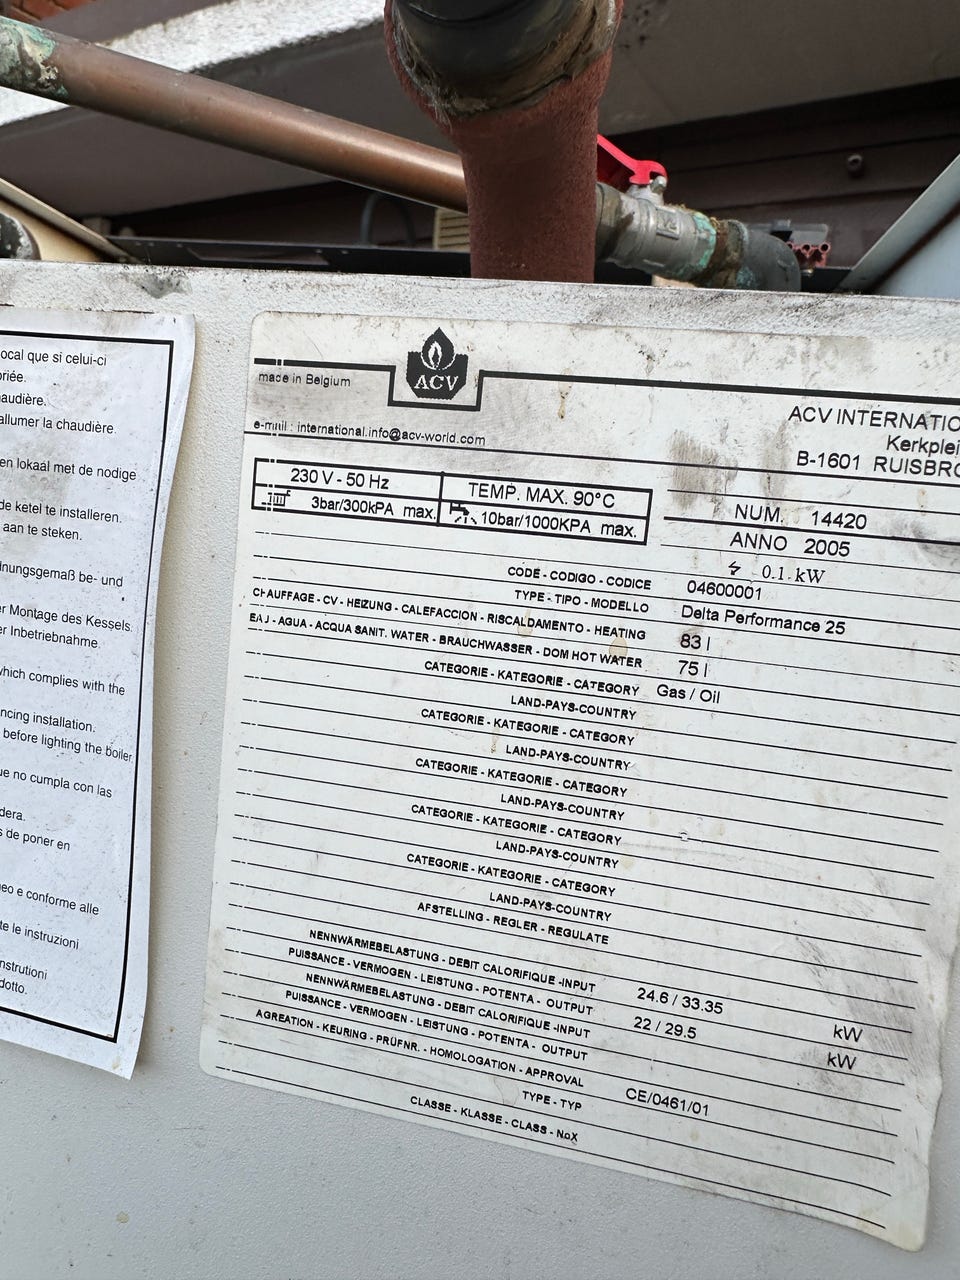 ocal que si celui-ci
riée.
audière.
allumer la chaudière.
en lokaal met de nodige
de ketel te installeren.
aan te steken.
dnungsgemaß be- und
er Montage des Kessels.
er Inbetriebnahme.
which complies with the
ncing installation.
before lighting the boiler
ue no cumpla con las
dera.
s de poner en
eo e conforme alle
te le instruzioni
nstrutioni
dotto.
ACV
made in Belgium
e-mail : international.info@acv-world.com
ACV INTERNATIO
Kerkplei
B-1601 RUISBRO
230 V - 50 Hz
TEMP. MAX. 90°C
3bar/300kPA max.
10bar/1000KPA max.
NUM. 14420
ANNO 2005
0.1 kW
CODE - CODIGO - CODICE 04600001
TYPE - TIPO - MODELLO Delta Performance 25
CHAUFFAGE - CV - HEIZUNG - CALEFACCION - RISCALDAMENTO - HEATING 83 l
EAU - AGUA - ACQUA SANIT. WATER - BRAUCHWASSER - DOM HOT WATER 75 l
CATEGORIE - KATEGORIE - CATEGORY Gas / Oil
LAND-PAYS-COUNTRY
CATEGORIE - KATEGORIE - CATEGORY
LAND-PAYS-COUNTRY
CATEGORIE - KATEGORIE - CATEGORY
LAND-PAYS-COUNTRY
CATEGORIE - KATEGORIE - CATEGORY
LAND-PAYS-COUNTRY
CATEGORIE - KATEGORIE - CATEGORY
LAND-PAYS-COUNTRY
AFSTELLING - REGLER - REGULATE
NENNWÄRMEBELASTUNG - DEBIT CALORIFIQUE -INPUT 24.6 / 33.35 kW
PUISSANCE - VERMOGEN - LEISTUNG - POTENTA - OUTPUT 22 / 29.5 kW
NENNWÄRMEBELASTUNG - DEBIT CALORIFIQUE -INPUT
PUISSANCE - VERMOGEN - LEISTUNG - POTENTA - OUTPUT
AGREATION - KEURING - PRÜFNR. - HOMOLOGATION - APPROVAL CE/0461/01
TYPE - TYP
CLASSE - KLASSE - CLASS - NoX